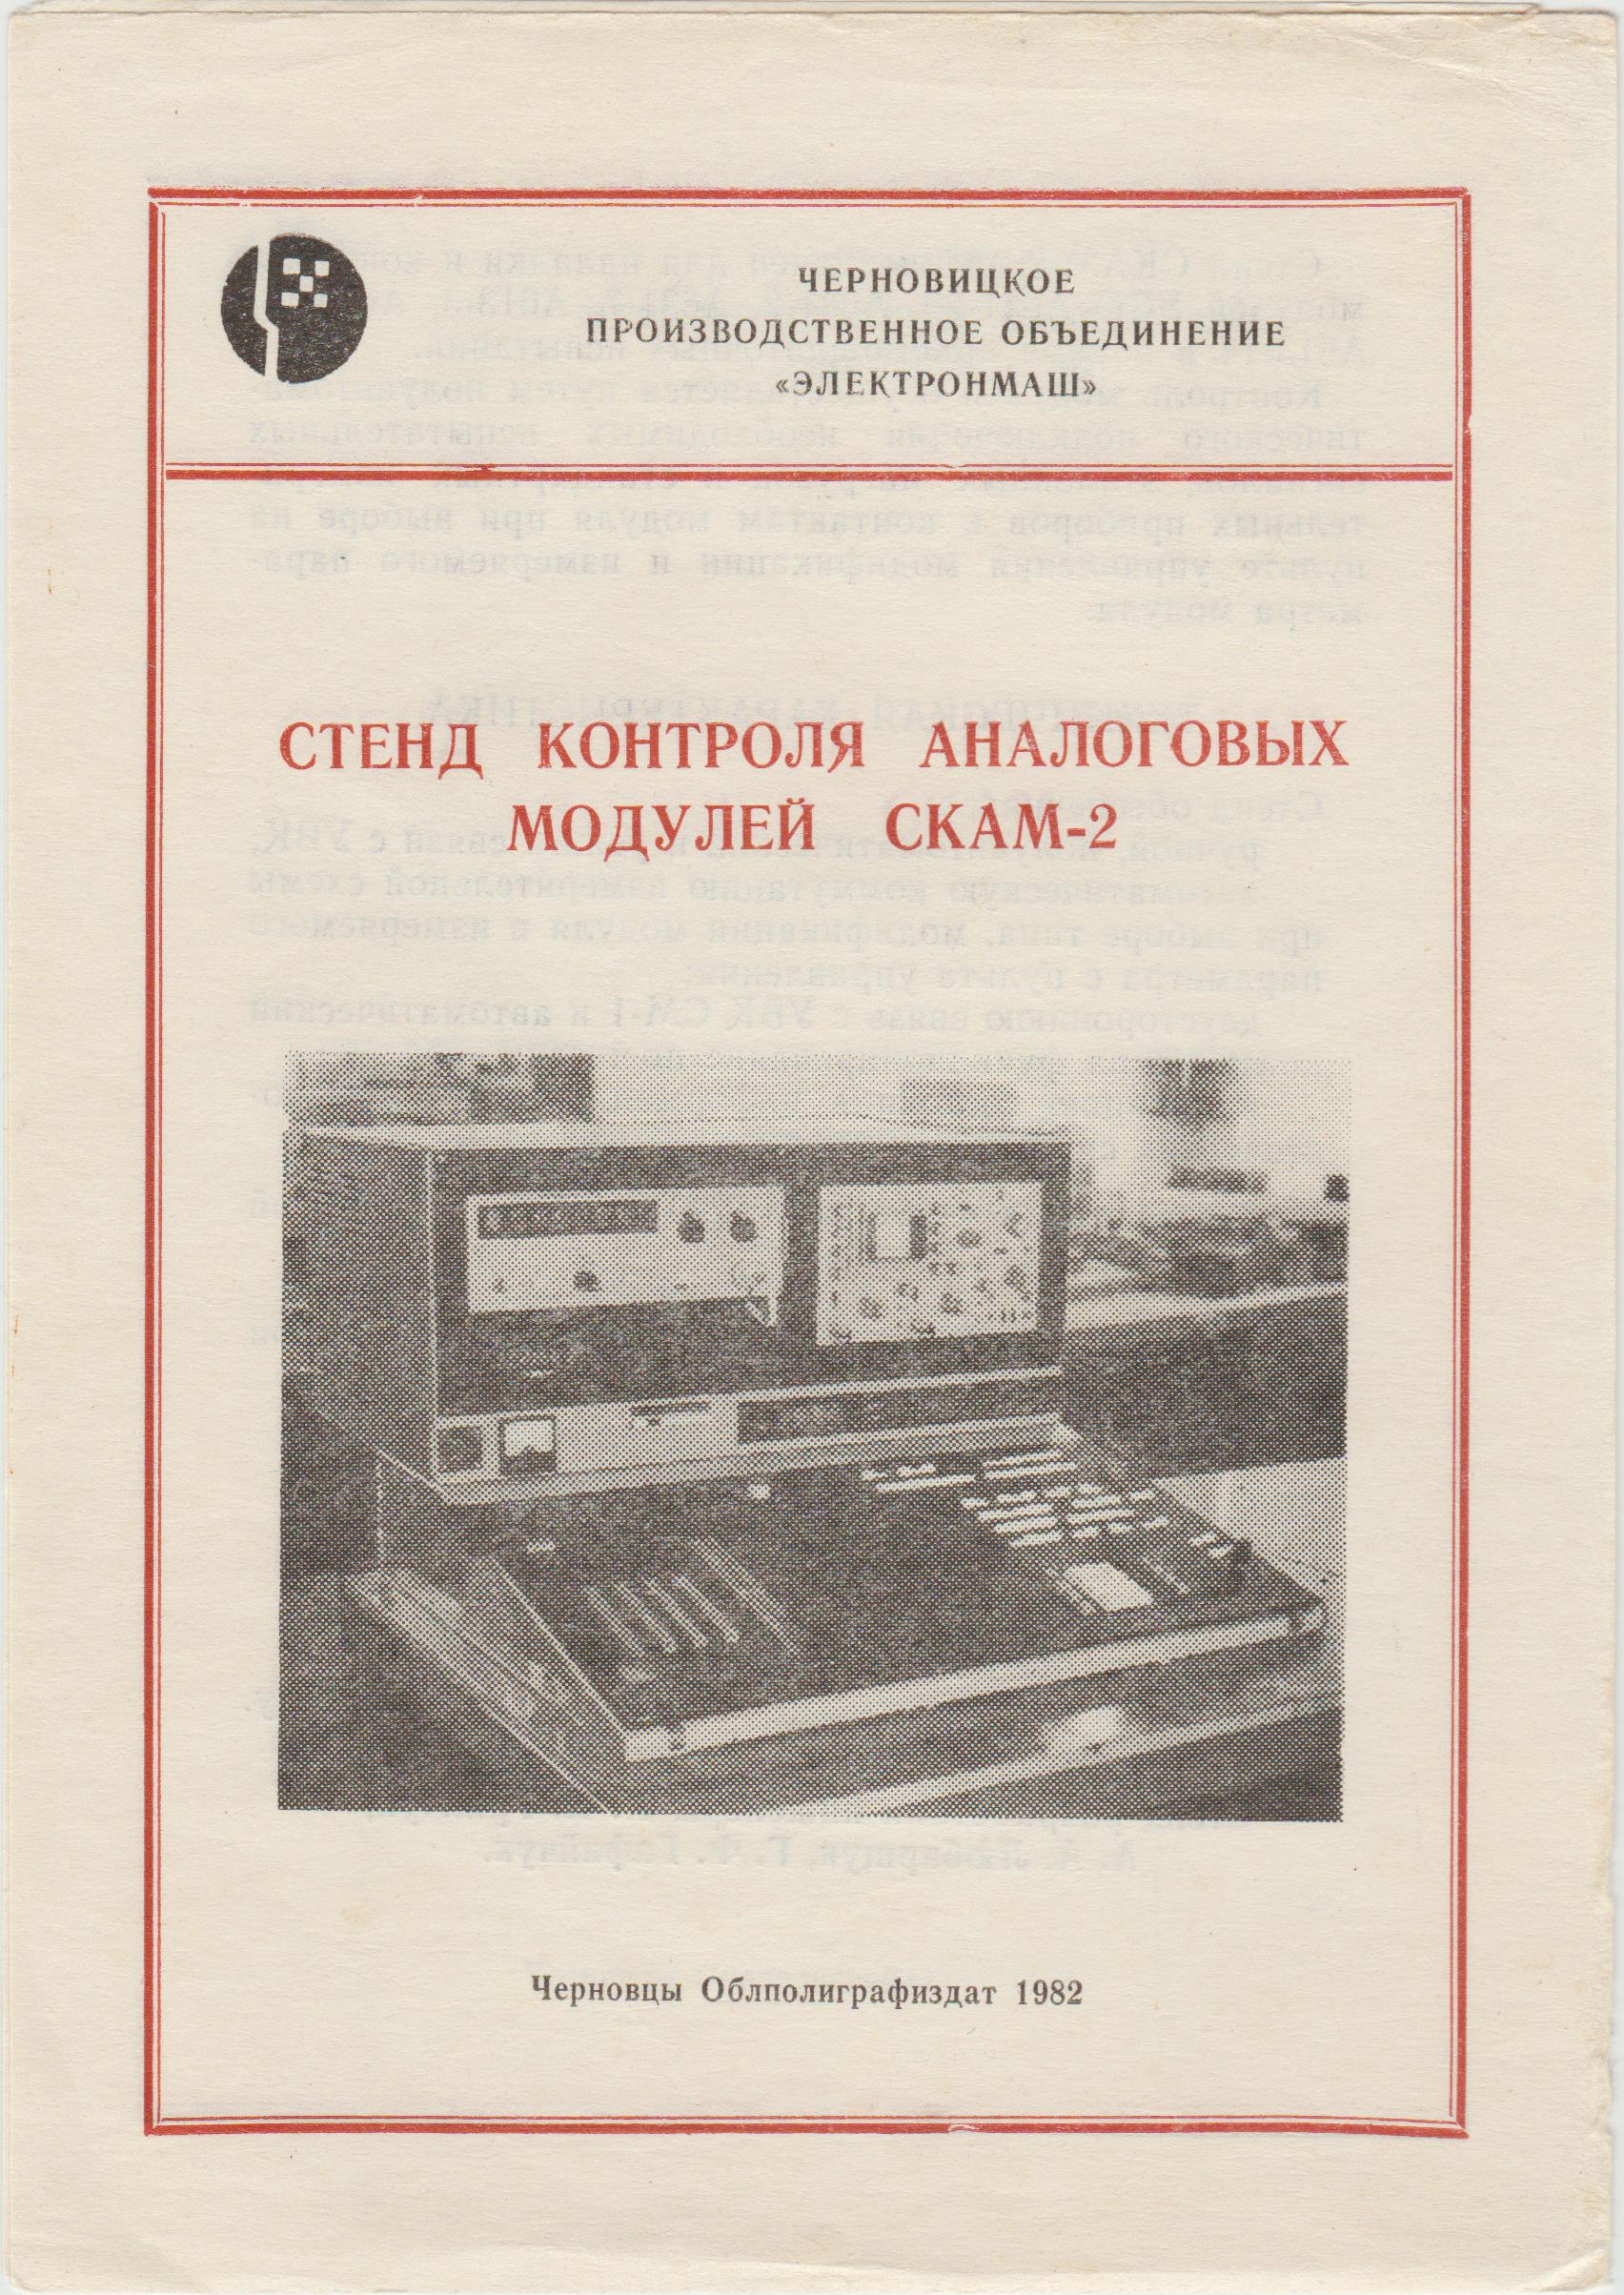 ЧЕРНОВИЦКОЕ
ПРОИЗВОДСТВЕННОЕ ОБЪЕДИНЕНИЕ
«ЭЛЕКТРОНМАШ»
СТЕНД КОНТРОЛЯ АНАЛОГОВЫХ
МОДУЛЕЙ СКАМ-2
Черновцы Облполиграфиздат 1982